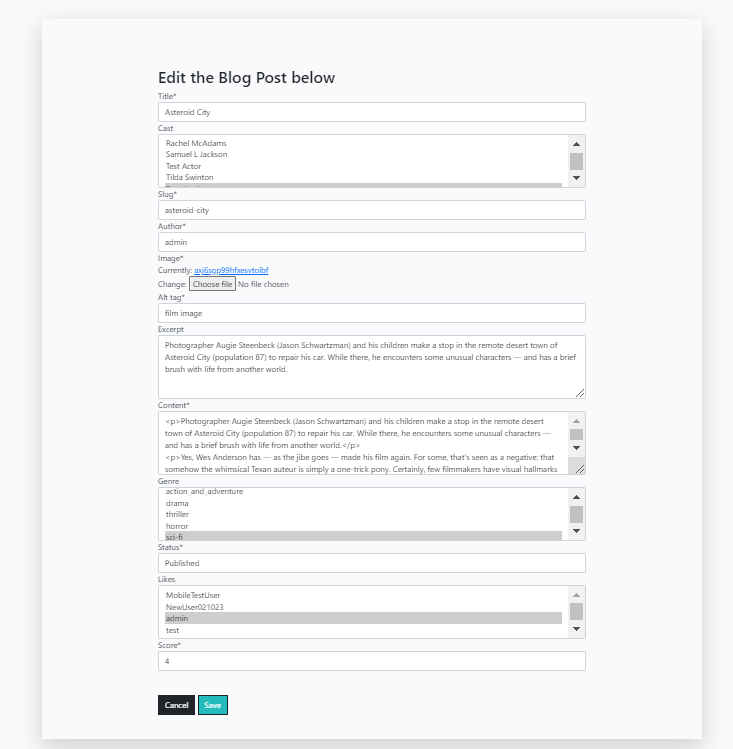 Edit the Blog Post below
Title*
Asteroid City
Cast
Rachel McAdams
Samuel L Jackson
Test Actor
Tilda Swinton
Slug*
asteroid-city
Author*
admin
Image*
Currently: axj6sgp99hfxesvtoibf
Change: Choose file No file chosen
Alt tag*
film image
Excerpt
Photographer Augie Steenbeck (Jason Schwartzman) and his children make a stop in the remote desert town of
Asteroid City (population 87) to repair his car. While there, he encounters some unusual characters — and has a brief
brush with life from another world.
Content*
<p>Photographer Augie Steenbeck (Jason Schwartzman) and his children make a stop in the remote desert
town of Asteroid City (population 87) to repair his car. While there, he encounters some unusual characters —
and has a brief brush with life from another world.</p>
<p>Yes, Wes Anderson has — as the jibe goes — made his film again. For some, that's seen as a negative: that
somehow the whimsical Texan auteur is simply a one-trick pony. Certainly, few filmmakers have visual hallmarks
Genre
action_and_adventure
drama
thriller
horror
sci-fi
Status*
Published
Likes
MobileTestUser
NewUser021023
admin
test
Score*
4
Cancel Save